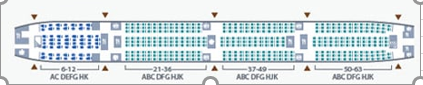 6-12 21-36 37-49 50-63
AC DEFG HK ABC DFG HJK ABC DFG HJK ABC DFG HJK